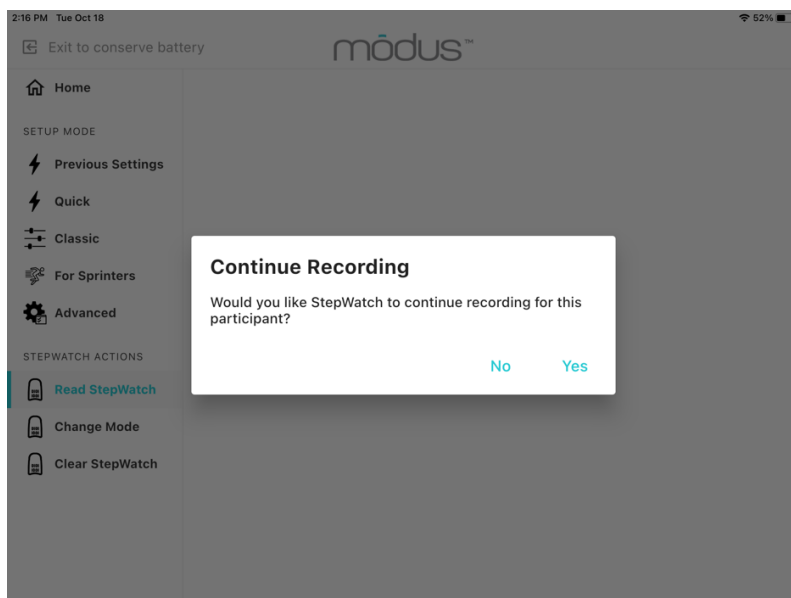 2:16 PM Tue Oct 18 52%
Exit to conserve battery
mōdus™
Home
SETUP MODE
Previous Settings
Quick
Classic
For Sprinters
Advanced
STEPWATCH ACTIONS
Read StepWatch
Change Mode
Clear StepWatch
Continue Recording
Would you like StepWatch to continue recording for this
participant?
No Yes